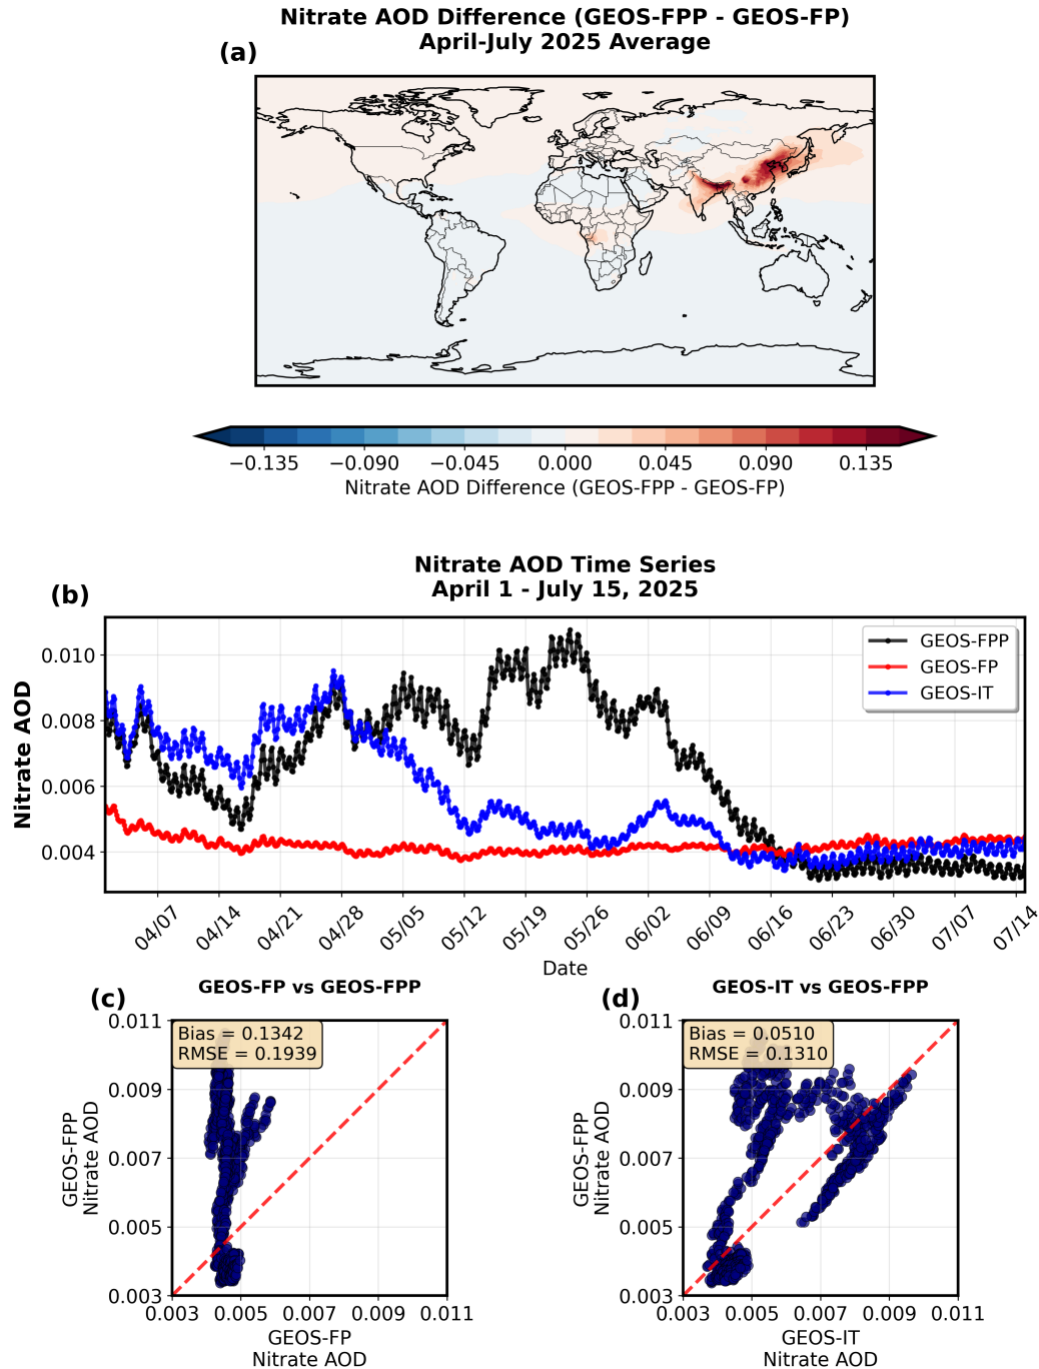 Nitrate AOD Difference (GEOS-FPP - GEOS-FP)
April-July 2025 Average
(a)
−0.135 −0.090 −0.045 0.000 0.045 0.090 0.135
Nitrate AOD Difference (GEOS-FPP - GEOS-FP)
Nitrate AOD Time Series
April 1 - July 15, 2025
(b)
Nitrate AOD
0.010
0.008
0.006
0.004
GEOS-FPP
GEOS-FP
GEOS-IT
04/07 04/14 04/21 04/28 05/05 05/12 05/19 05/26 06/02 06/09 06/16 06/23 06/30 07/07 07/14
Date
(c)
GEOS-FP vs GEOS-FPP
Bias = 0.1342
RMSE = 0.1939
GEOS-FPP
Nitrate AOD
0.011
0.009
0.007
0.005
0.003
0.003 0.005 0.007 0.009 0.011
GEOS-FP
Nitrate AOD
(d)
GEOS-IT vs GEOS-FPP
Bias = 0.0510
RMSE = 0.1310
GEOS-FPP
Nitrate AOD
0.011
0.009
0.007
0.005
0.003
0.003 0.005 0.007 0.009 0.011
GEOS-IT
Nitrate AOD